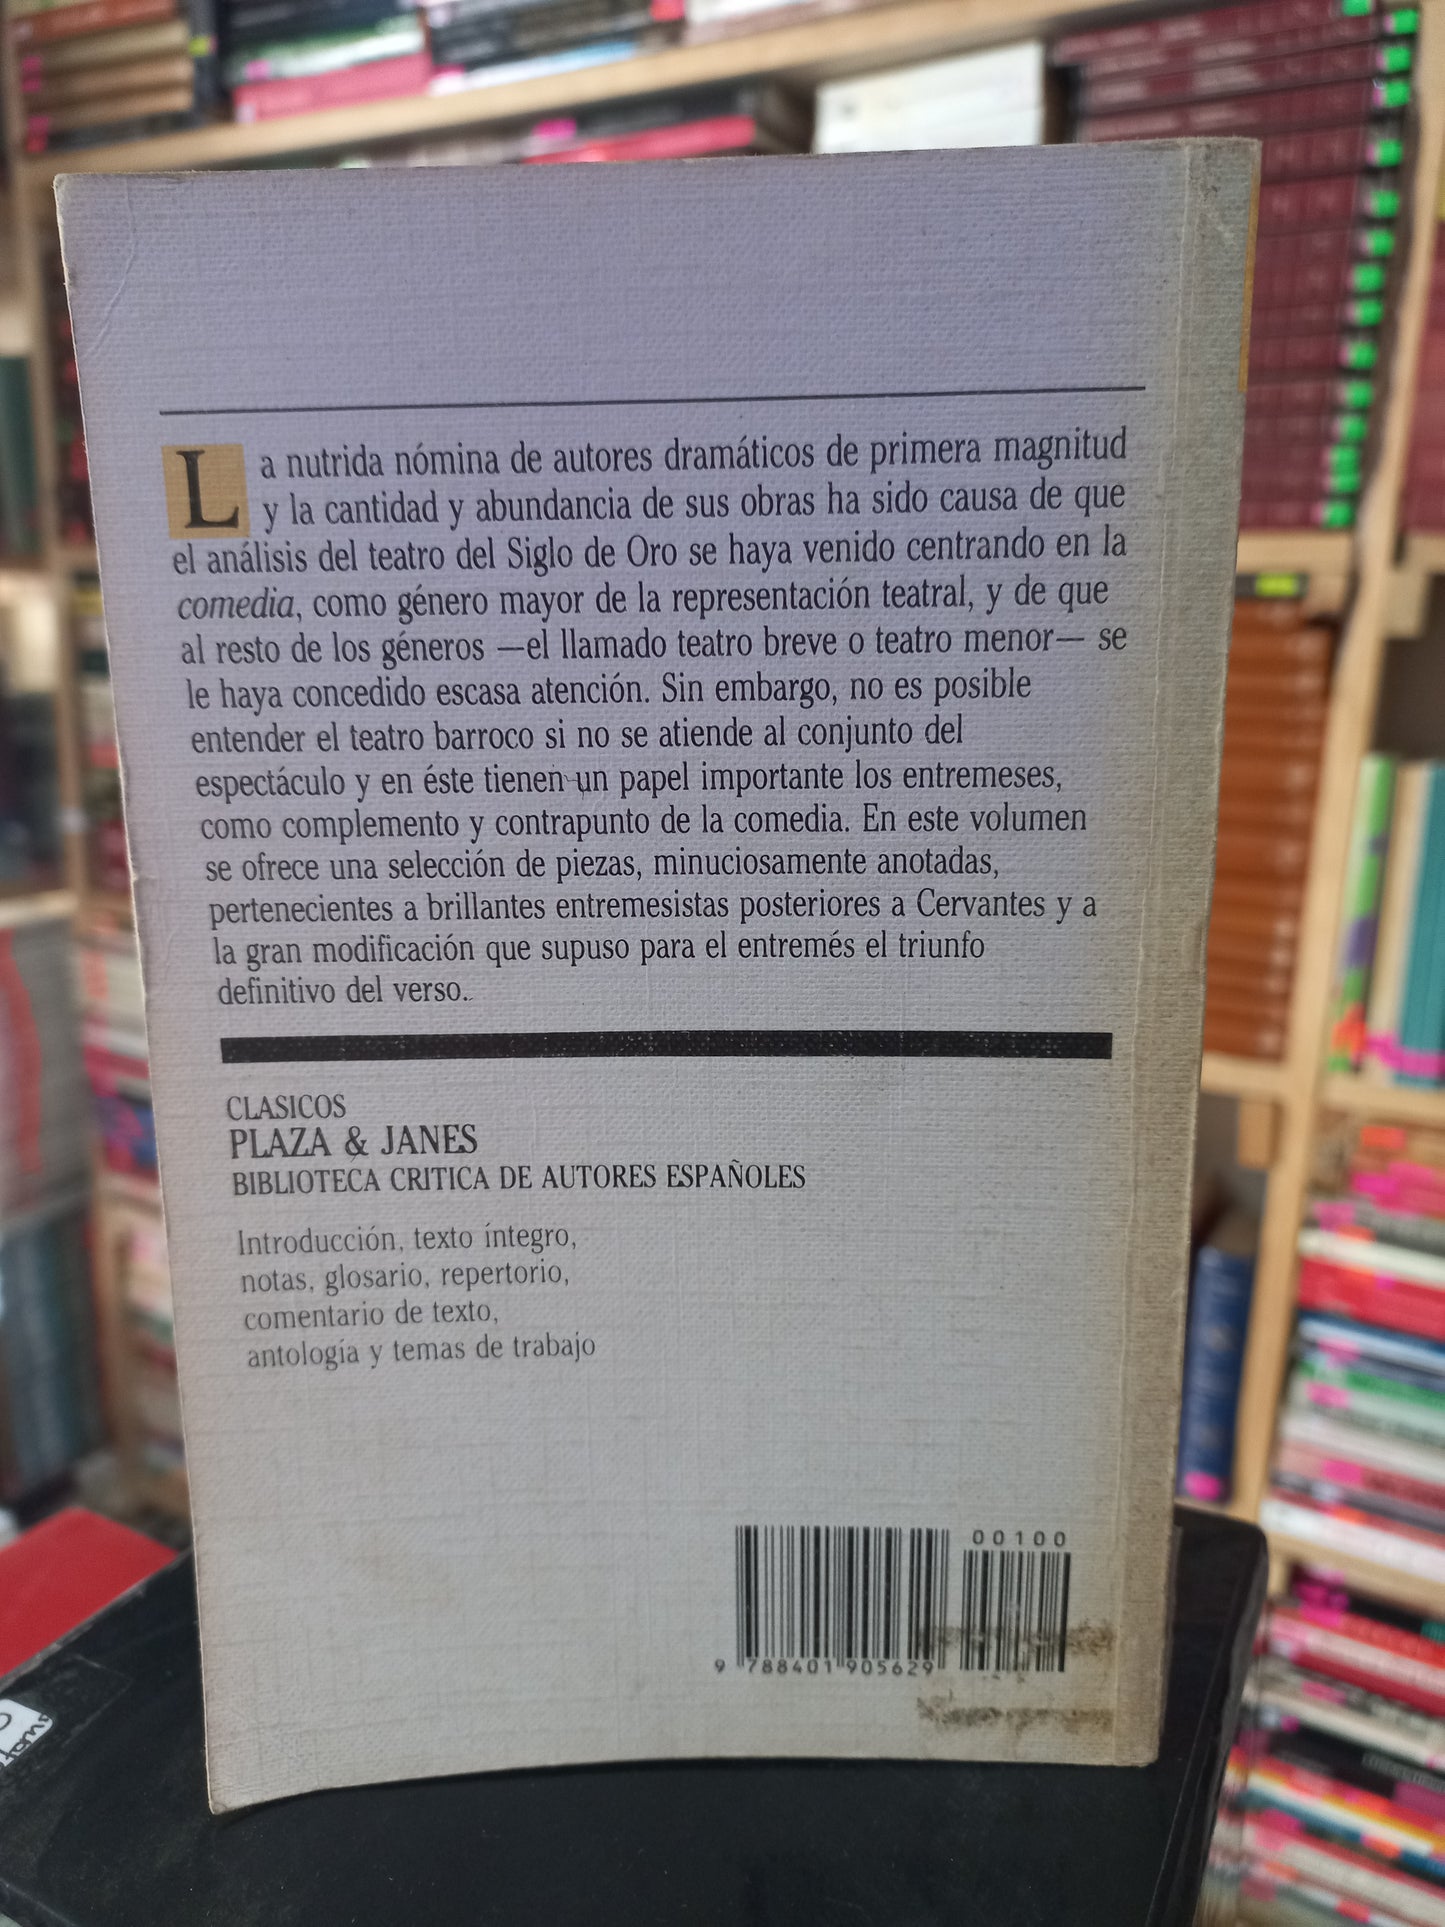 La nutrida nómina de autores dramáticos de primera magnitud
y la cantidad y abundancia de sus obras ha sido causa de que
el análisis del teatro del Siglo de Oro se haya venido centrando en la
comedia, como género mayor de la representación teatral, y de que
al resto de los géneros —el llamado teatro breve o teatro menor— se
le haya concedido escasa atención. Sin embargo, no es posible
entender el teatro barroco si no se atiende al conjunto del
espectáculo y en éste tienen un papel importante los entremeses,
como complemento y contrapunto de la comedia. En este volumen
se ofrece una selección de piezas, minuciosamente anotadas,
pertenecientes a brillantes entremesistas posteriores a Cervantes y a
la gran modificación que supuso para el entremés el triunfo
definitivo del verso.
CLASICOS
PLAZA & JANES
BIBLIOTECA CRITICA DE AUTORES ESPAÑOLES
Introducción, texto íntegro,
notas, glosario, repertorio,
comentario de texto,
antología y temas de trabajo
00100
9 788401 905629